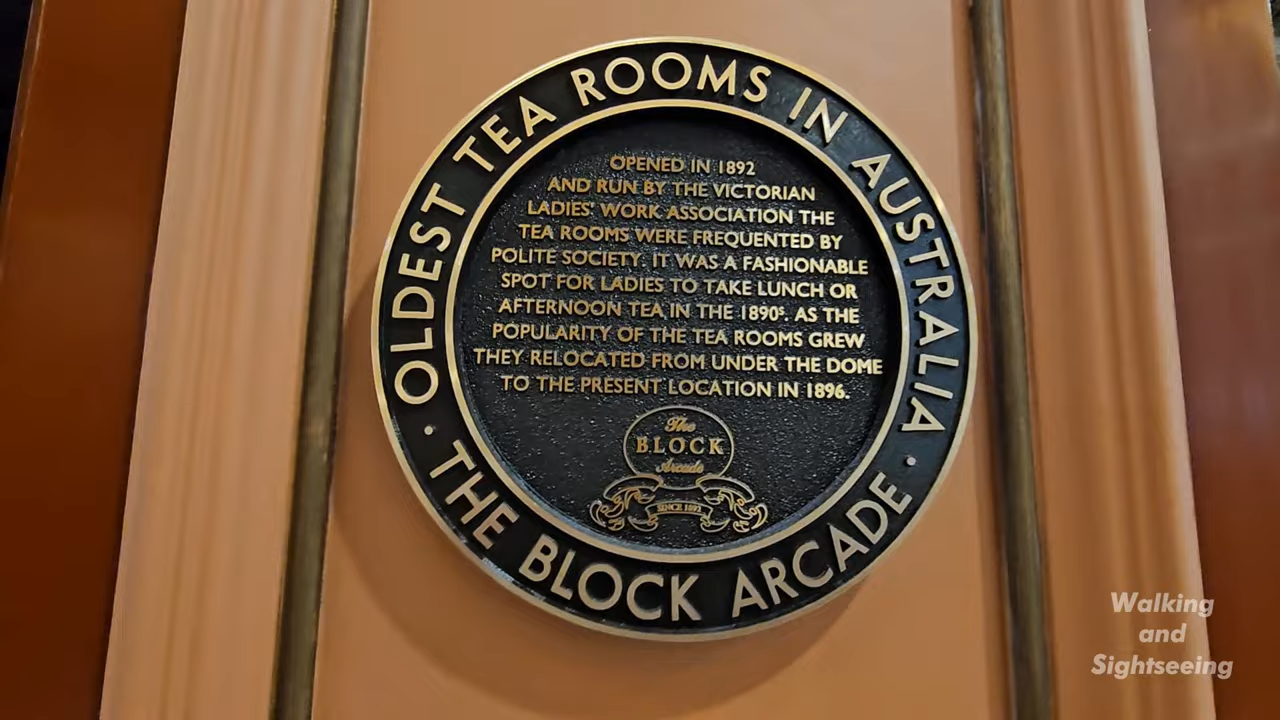 OLDEST TEA ROOMS IN AUSTRALIA
OPENED IN 1892
AND RUN BY THE VICTORIAN
LADIES' WORK ASSOCIATION THE
TEA ROOMS WERE FREQUENTED BY
POLITE SOCIETY. IT WAS A FASHIONABLE
SPOT FOR LADIES TO TAKE LUNCH OR
AFTERNOON TEA IN THE 1890s. AS THE
POPULARITY OF THE TEA ROOMS GREW
THEY RELOCATED FROM UNDER THE DOME
TO THE PRESENT LOCATION IN 1896.
The
BLOCK
Arcade
SINCE 1892
· THE BLOCK ARCADE ·
Walking
and
Sightseeing